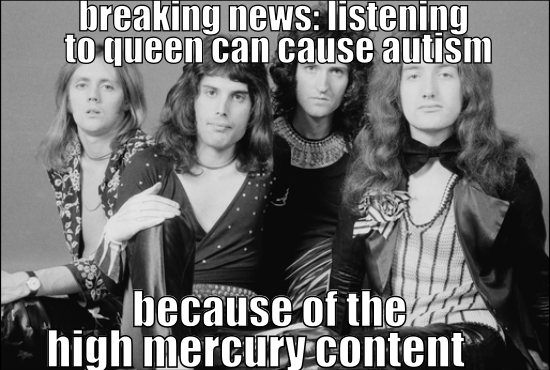 breaking news: listening
to queen can cause autism
because of the
high mercury content